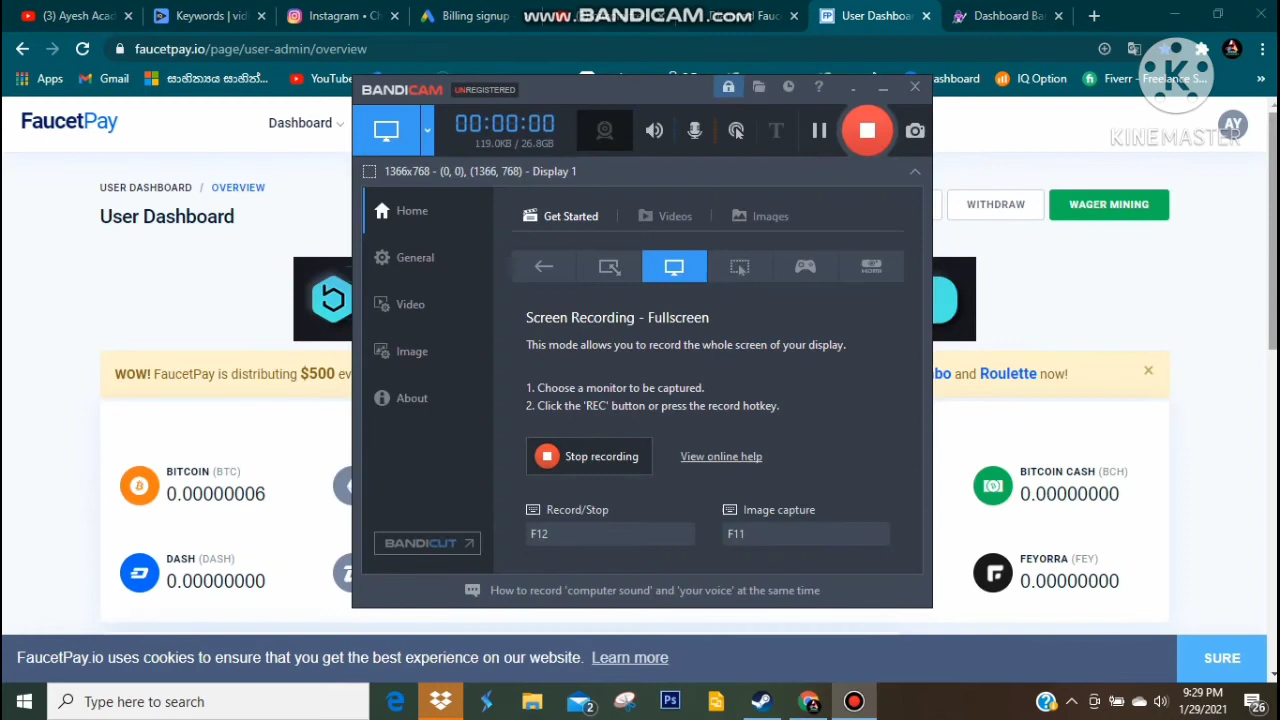 (3) Ayesh Acad
Keywords | vidi
Instagram • Ch
Billing signup
WWW.BANDICAM.COM
User Dashboar
Dashboard Ba
faucetpay.io/page/user-admin/overview
Apps
Gmail
සාහිත්‍යය සාහිත්...
YouTube
IQ Option
Fiverr - Freelance S...
KINEMASTER
FaucetPay
Dashboard
AY
USER DASHBOARD / OVERVIEW
User Dashboard
WITHDRAW
WAGER MINING
BANDICAM UNREGISTERED
00:00:00
119.0KB / 26.8GB
1366x768 - (0, 0), (1366, 768) - Display 1
Home
General
Video
Image
About
BANDICUT
Get Started
Videos
Images
HDMI
Screen Recording - Fullscreen
This mode allows you to record the whole screen of your display.
1. Choose a monitor to be captured.
2. Click the 'REC' button or press the record hotkey.
Stop recording
View online help
Record/Stop
Image capture
F12
F11
How to record 'computer sound' and 'your voice' at the same time
WOW! FaucetPay is distributing $500 ev
and Roulette now!
BITCOIN (BTC)
0.00000006
BITCOIN CASH (BCH)
0.00000000
DASH (DASH)
0.00000000
FEYORRA (FEY)
0.00000000
FaucetPay.io uses cookies to ensure that you get the best experience on our website. Learn more
SURE
Type here to search
Ps
2
9:29 PM
1/29/2021
26